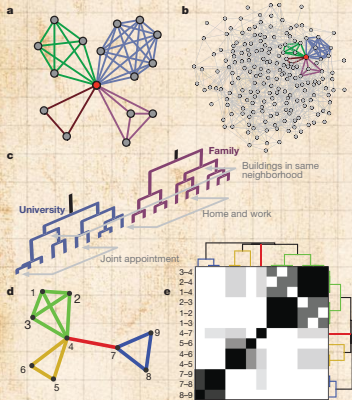 a
b
c
Family
Buildings in same
neighborhood
University
Home and work
Joint appointment
d
e
1
2
3
4
5
6
7
8
9
3–4
2–4
1–4
2–3
1–2
1–3
4–7
5–6
4–6
4–5
7–9
7–8
8–9